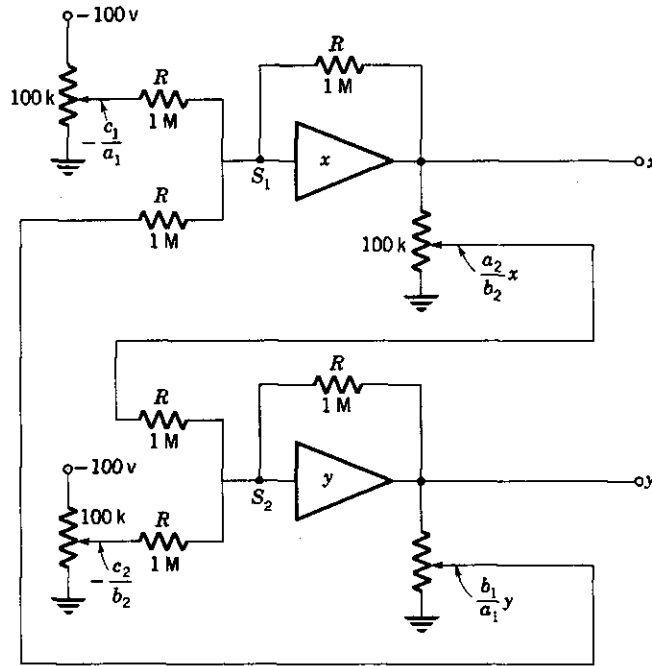 -100 v
R
R
100 k
1 M
c₁
1 M
-
a₁
x
x
S₁
R
1 M
100 k
a₂
x
b₂
R
R
1 M
1 M
-100 v
y
y
S₂
100 k
R
1 M
c₂
-
b₂
b₁
y
a₁